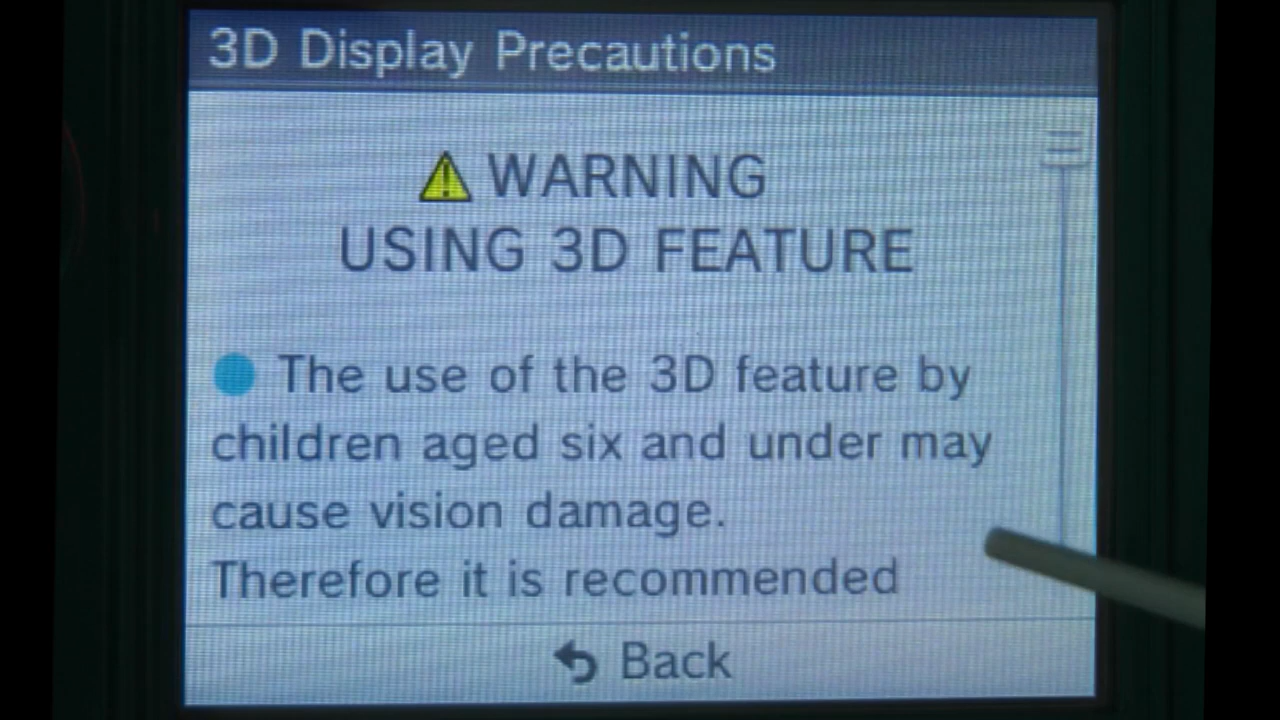 3D Display Precautions
WARNING
USING 3D FEATURE
The use of the 3D feature by
children aged six and under may
cause vision damage.
Therefore it is recommended
Back